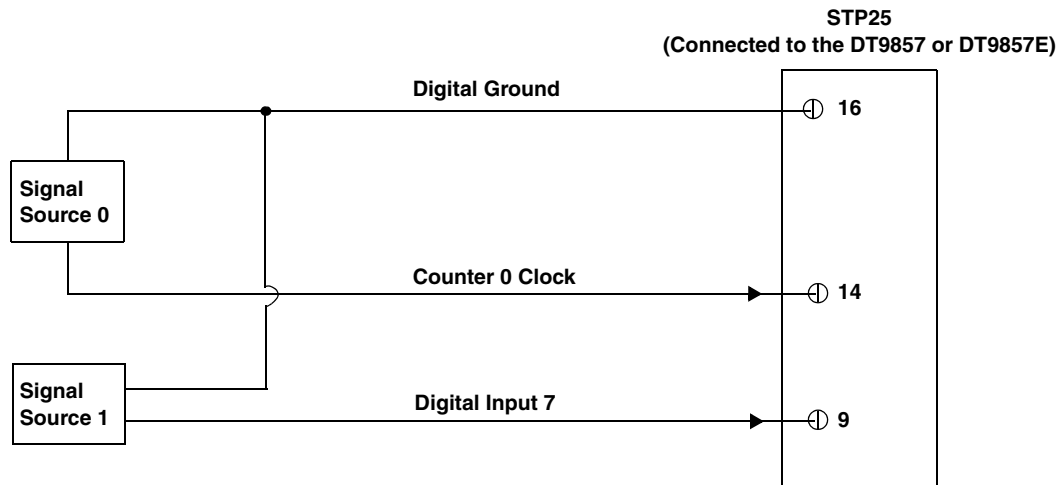 STP25
(Connected to the DT9857 or DT9857E)
Digital Ground
16
Signal
Source 0
Counter 0 Clock
14
Signal
Source 1
Digital Input 7
9